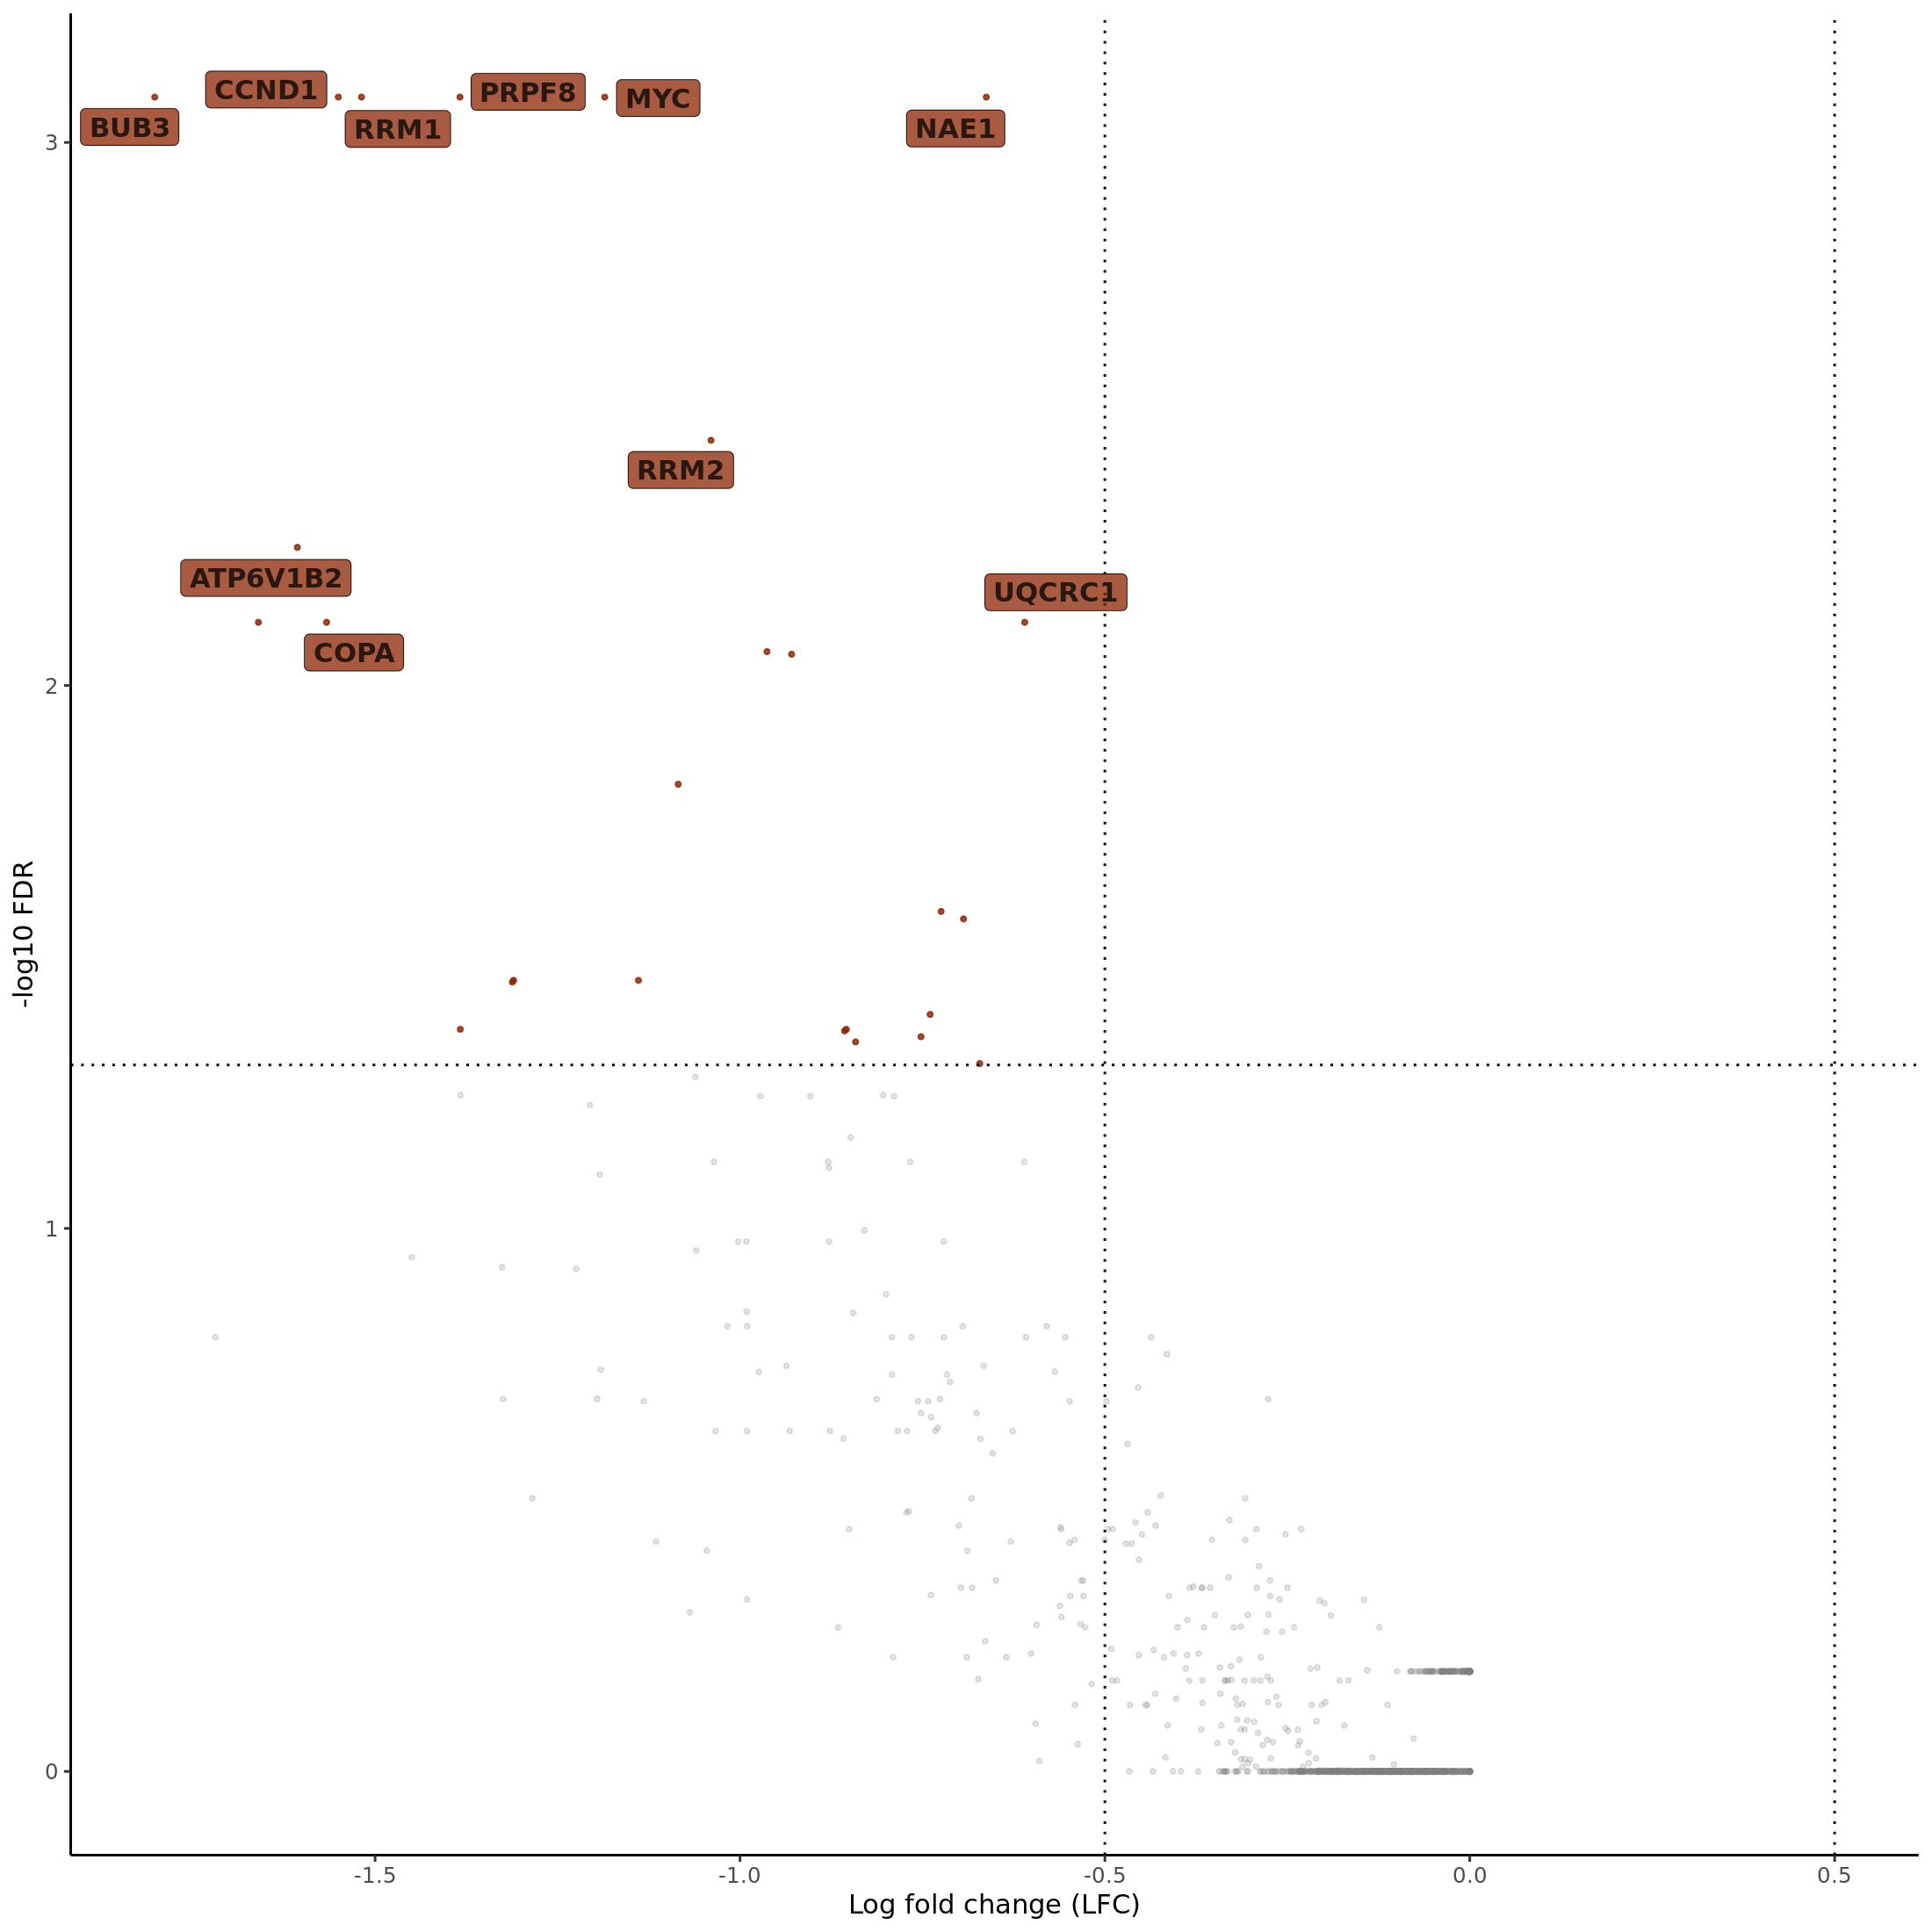 CCND1
PRPF8
MYC
BUB3
RRM1
NAE1
3
RRM2
ATP6V1B2
UQCRC1
COPA
2
-log10 FDR
1
0
-1.5
-1.0
-0.5
0.0
0.5
Log fold change (LFC)